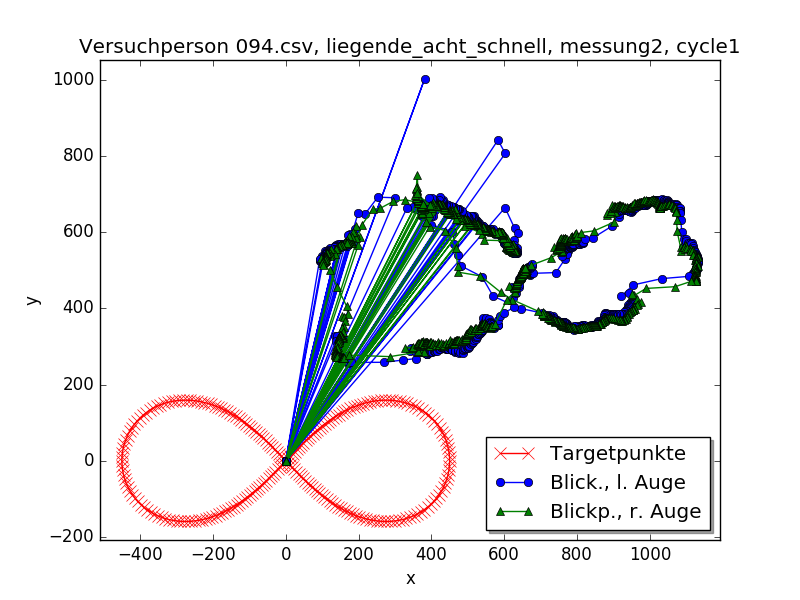 Versuchperson 094.csv, liegende_acht_schnell, messung2, cycle1
1000
800
600
400
200
0
−200
y
−400
−200
0
200
400
600
800
1000
x
Targetpunkte
Blick., l. Auge
Blickp., r. Auge